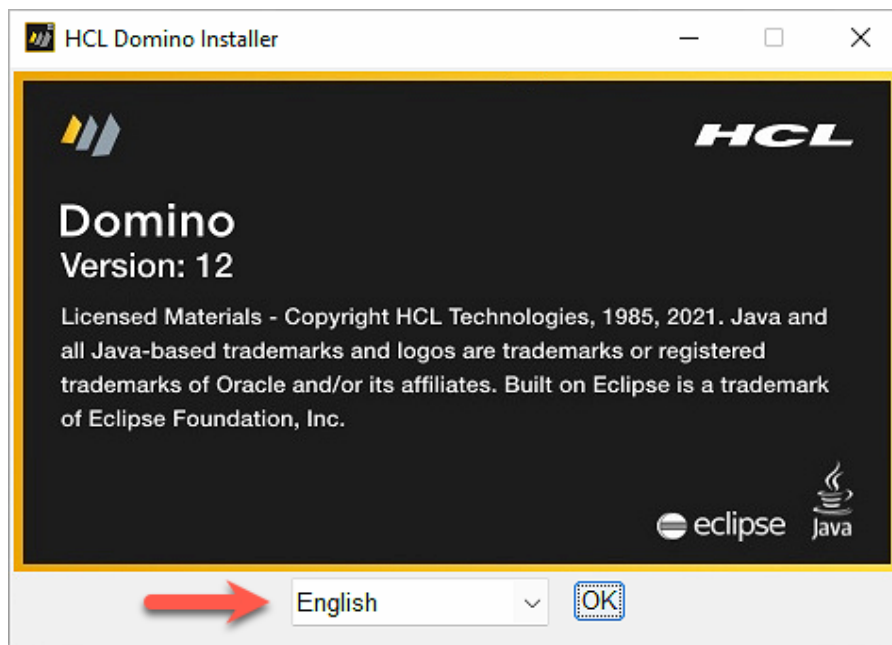 HCL Domino Installer
HCL
Domino
Version: 12
Licensed Materials - Copyright HCL Technologies, 1985, 2021. Java and
all Java-based trademarks and logos are trademarks or registered
trademarks of Oracle and/or its affiliates. Built on Eclipse is a trademark
of Eclipse Foundation, Inc.
eclipse
Java
English
OK